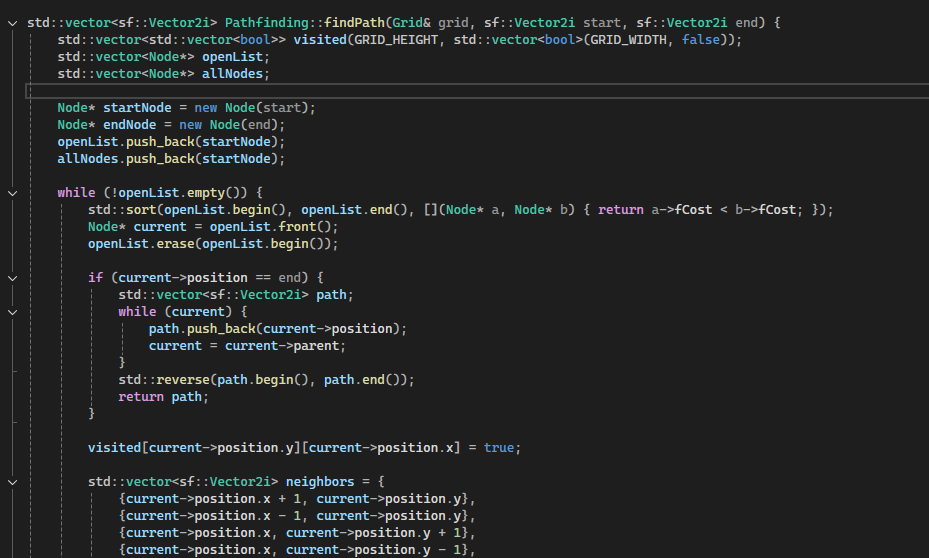 std::vector<sf::Vector2i> Pathfinding::findPath(Grid& grid, sf::Vector2i start, sf::Vector2i end) {
    std::vector<std::vector<bool>> visited(GRID_HEIGHT, std::vector<bool>(GRID_WIDTH, false));
    std::vector<Node*> openList;
    std::vector<Node*> allNodes;

    Node* startNode = new Node(start);
    Node* endNode = new Node(end);
    openList.push_back(startNode);
    allNodes.push_back(startNode);

    while (!openList.empty()) {
        std::sort(openList.begin(), openList.end(), [](Node* a, Node* b) { return a->fCost < b->fCost; });
        Node* current = openList.front();
        openList.erase(openList.begin());

        if (current->position == end) {
            std::vector<sf::Vector2i> path;
            while (current) {
                path.push_back(current->position);
                current = current->parent;
            }
            std::reverse(path.begin(), path.end());
            return path;
        }

        visited[current->position.y][current->position.x] = true;

        std::vector<sf::Vector2i> neighbors = {
            {current->position.x + 1, current->position.y},
            {current->position.x - 1, current->position.y},
            {current->position.x, current->position.y + 1},
            {current->position.x, current->position.y - 1},